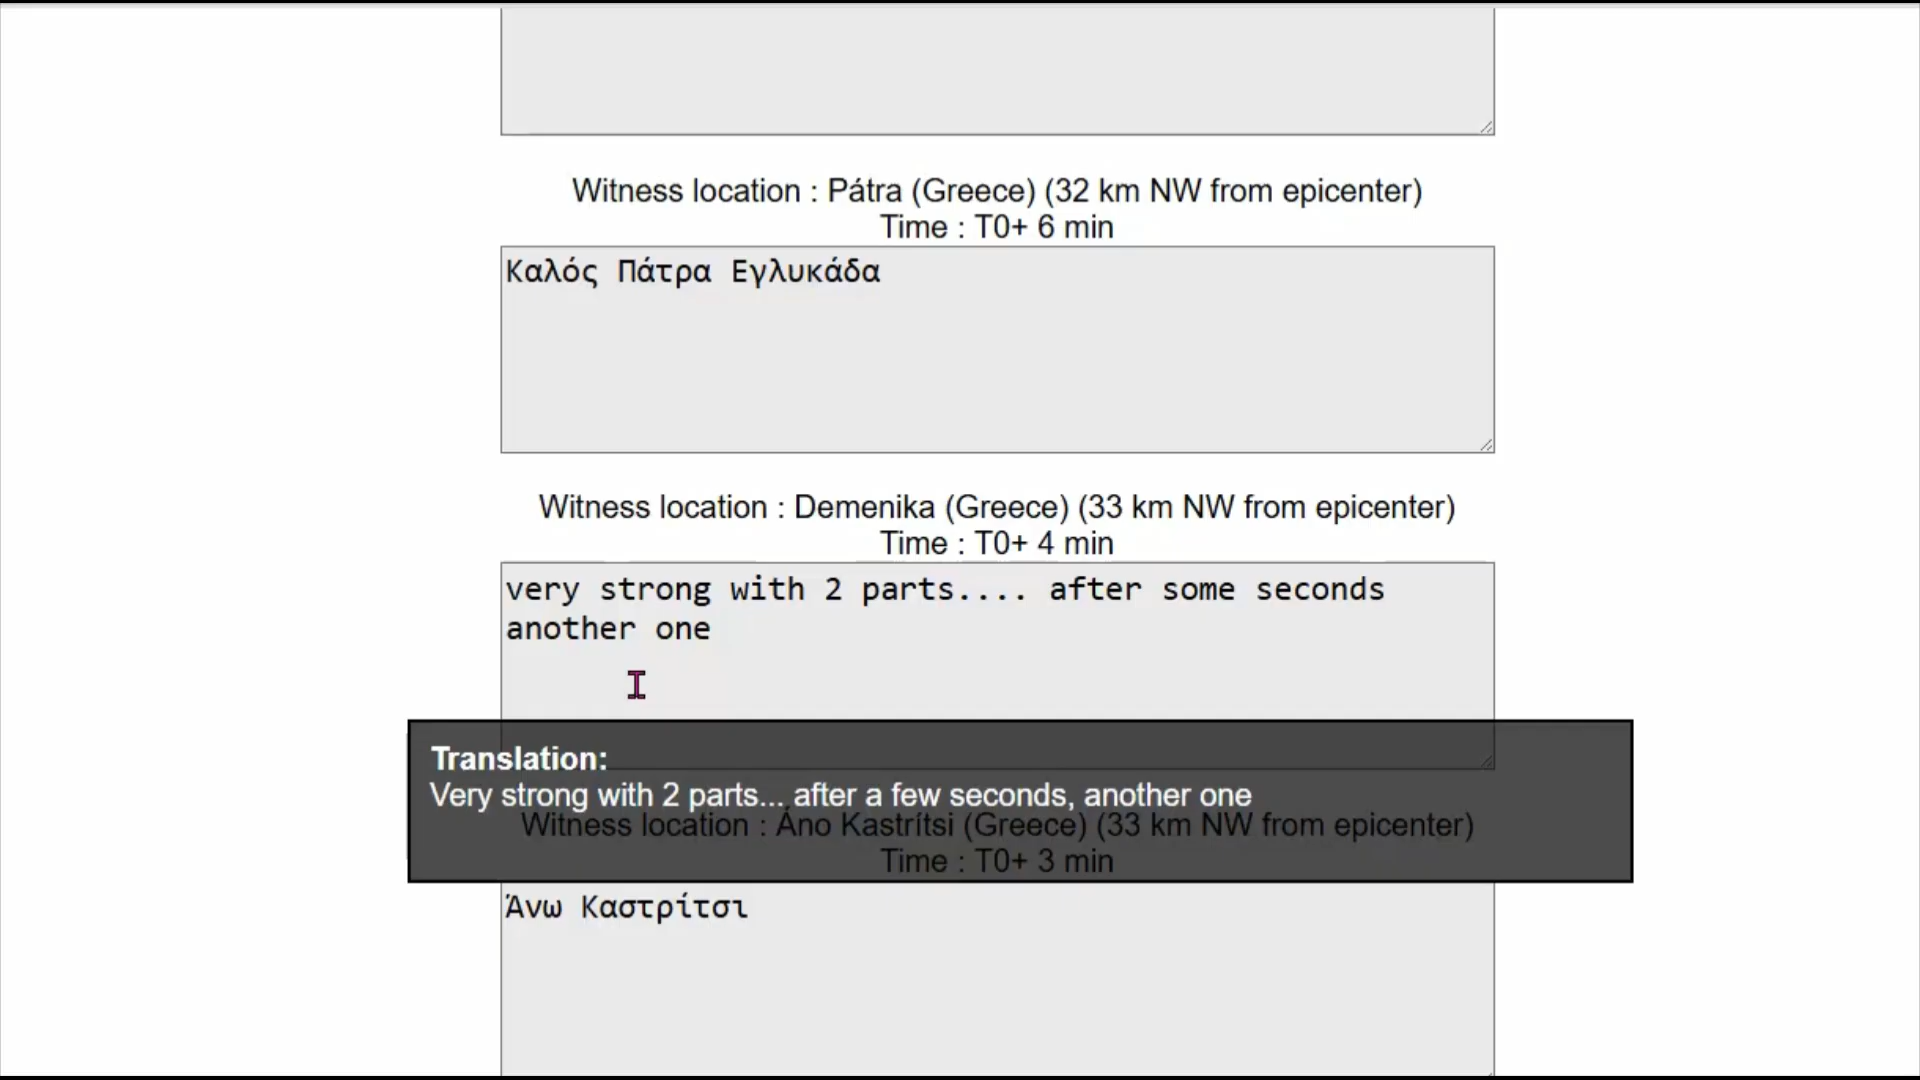 Witness location : Pátra (Greece) (32 km NW from epicenter)
Time : T0+ 6 min
Καλός Πάτρα Εγλυκάδα
Witness location : Demenika (Greece) (33 km NW from epicenter)
Time : T0+ 4 min
very strong with 2 parts.... after some seconds
another one
Translation:
Very strong with 2 parts... after a few seconds, another one
Witness location : Áno Kastrítsi (Greece) (33 km NW from epicenter)
Time : T0+ 3 min
Άνω Καστρίτσι